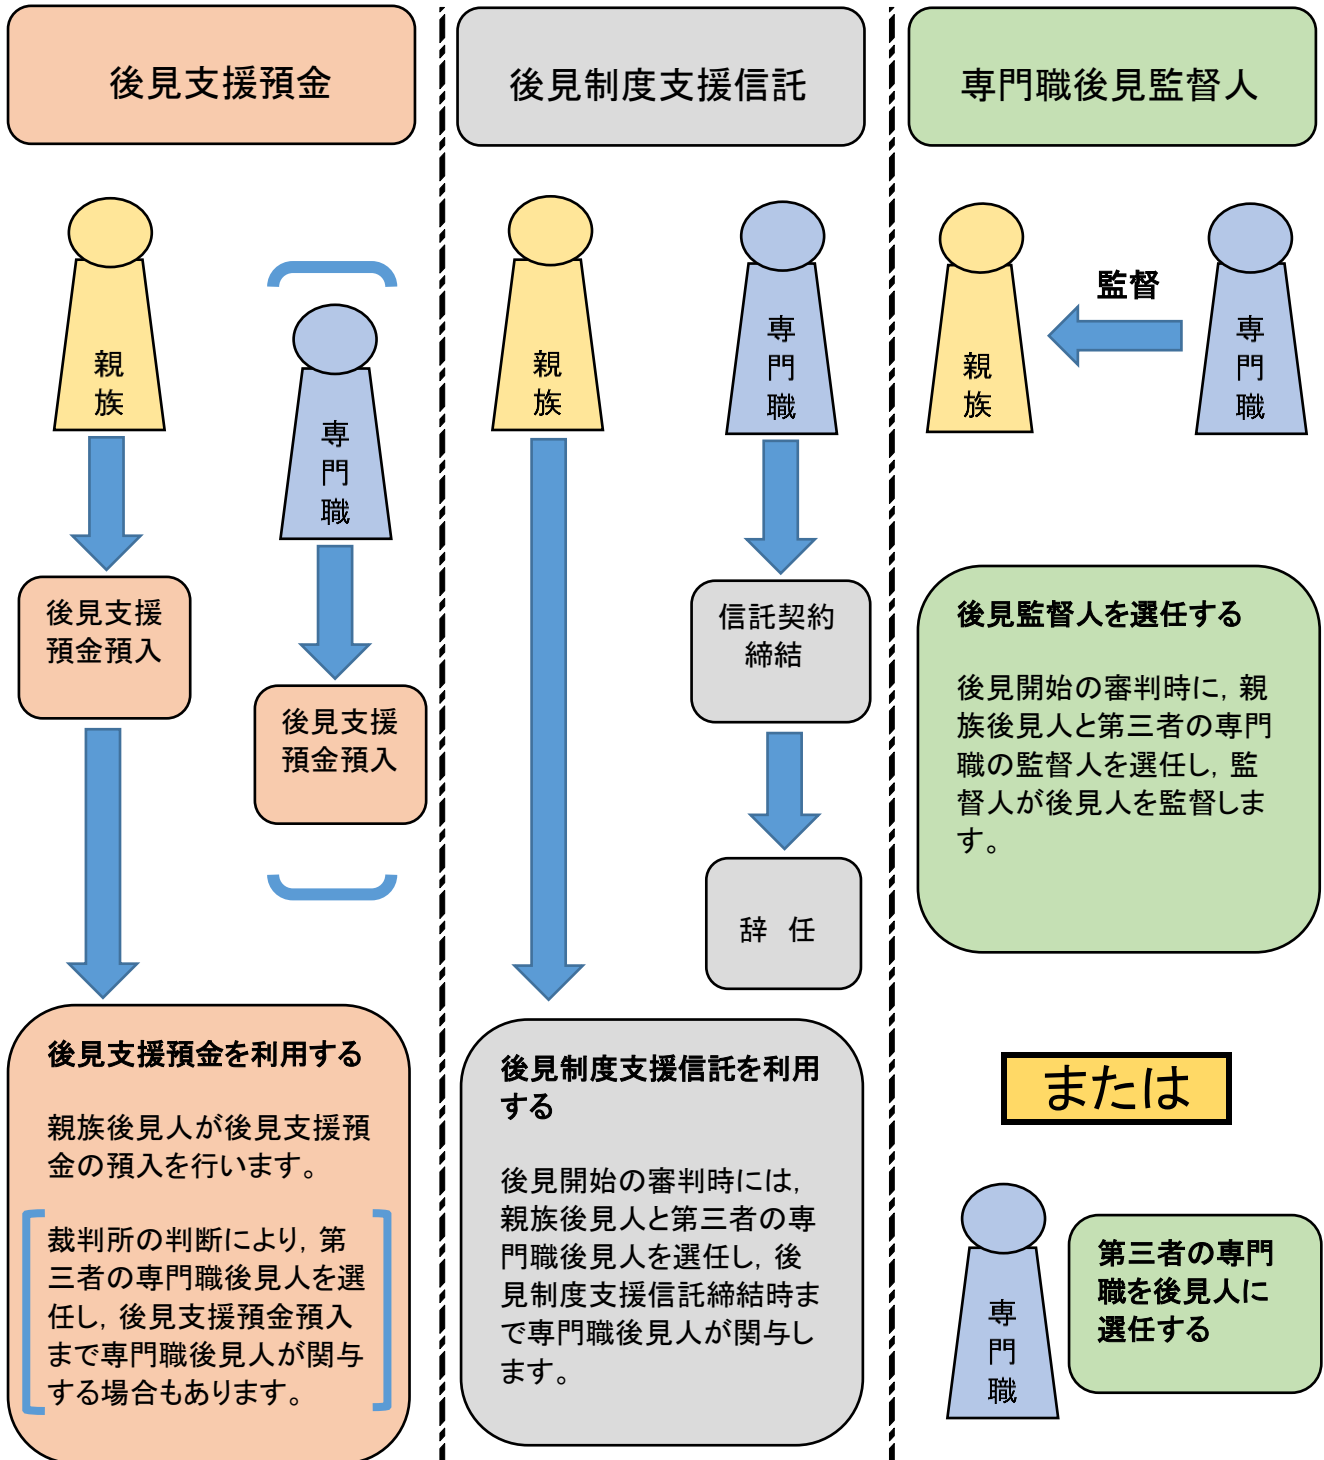 後見支援預金
親
族
専
門
職
後見支援
預金預入
後見支援
預金預入
後見支援預金を利用する
親族後見人が後見支援預
金の預入を行います。
裁判所の判断により，第
三者の専門職後見人を選
任し，後見支援預金預入
まで専門職後見人が関与
する場合もあります。
後見制度支援信託
親
族
専
門
職
信託契約
締結
辞　任
後見制度支援信託を利用
する
後見開始の審判時には，
親族後見人と第三者の専
門職後見人を選任し，後
見制度支援信託締結時ま
で専門職後見人が関与し
ます。
専門職後見監督人
親
族
監督
専
門
職
後見監督人を選任する
後見開始の審判時に，親
族後見人と第三者の専門
職の監督人を選任し，監
督人が後見人を監督しま
す。
または
専
門
職
第三者の専門
職を後見人に
選任する